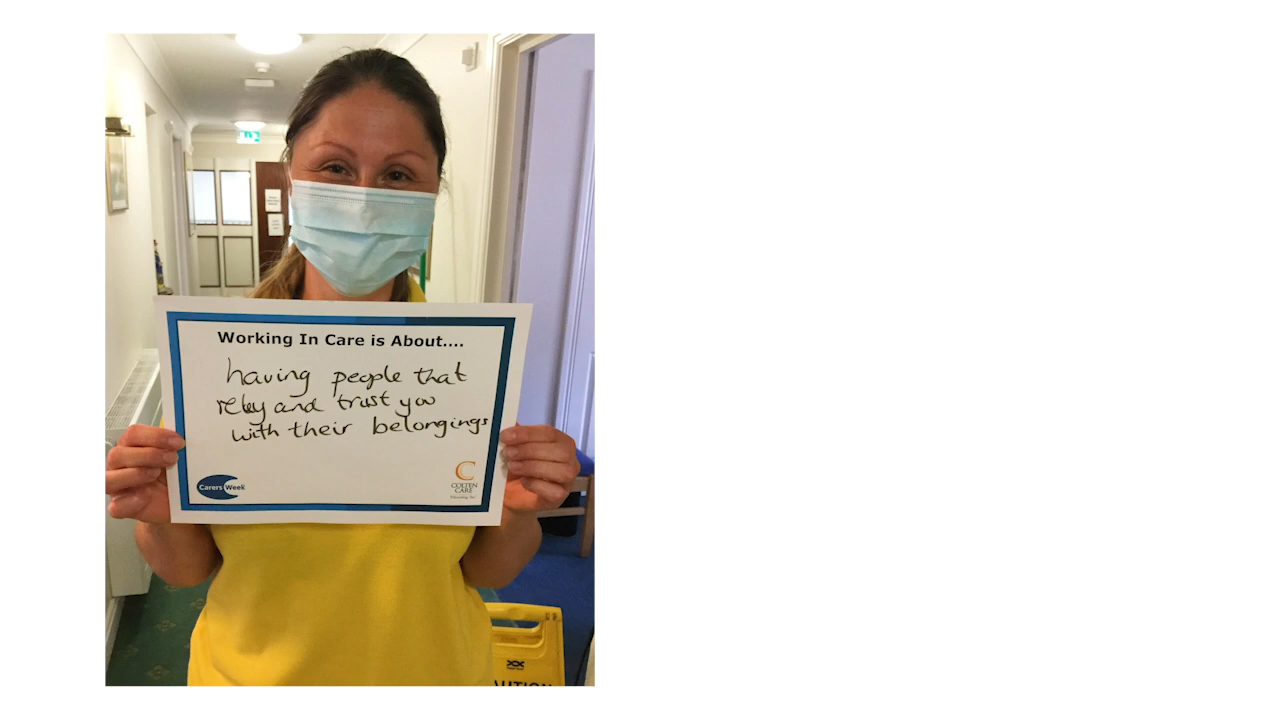 Working In Care is About....
having people that
reley and trust you
with their belongings
Carers Week
COLTEN
CARE